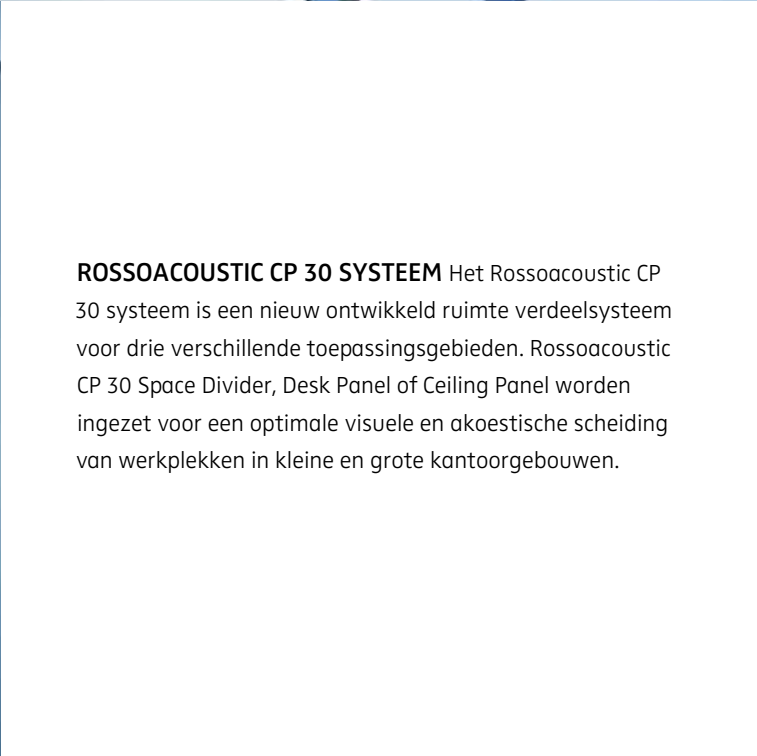 ROSSOACOUSTIC CP 30 SYSTEEM Het Rossoacoustic CP
30 systeem is een nieuw ontwikkeld ruimte verdeelsysteem
voor drie verschillende toepassingsgebieden. Rossoacoustic
CP 30 Space Divider, Desk Panel of Ceiling Panel worden
ingezet voor een optimale visuele en akoestische scheiding
van werkplekken in kleine en grote kantoorgebouwen.